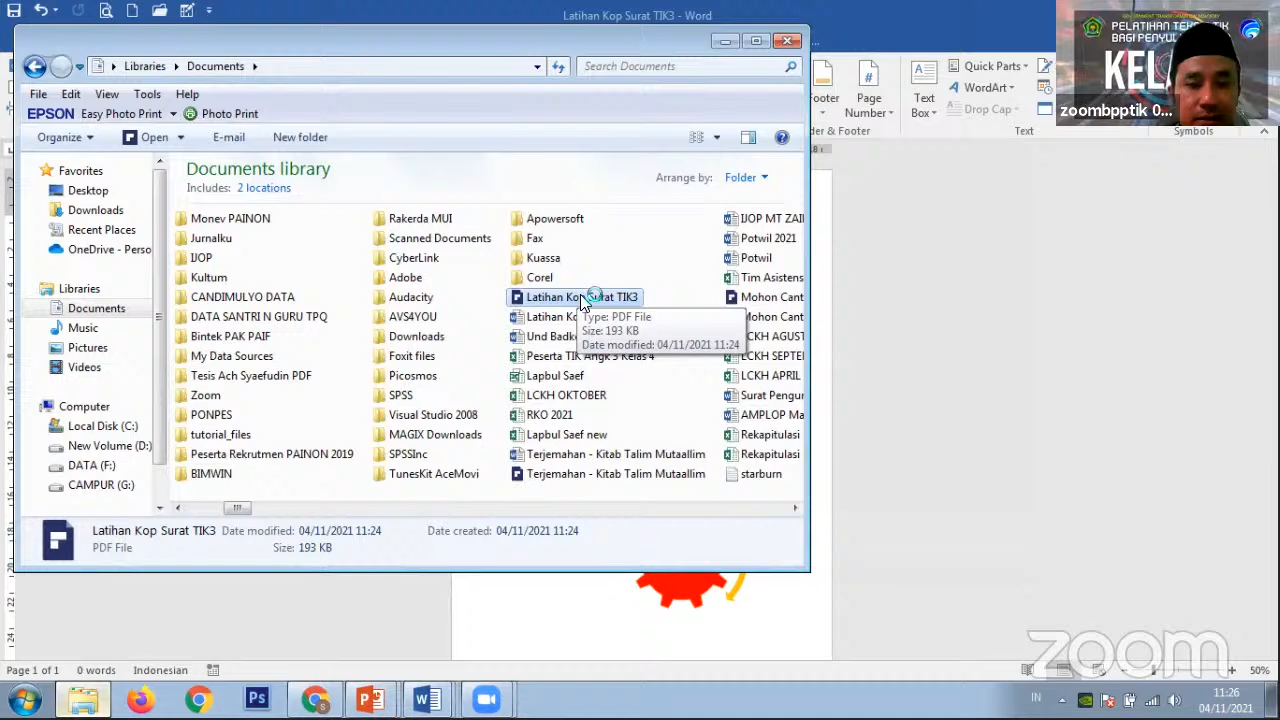 Latihan Kop Surat TIK3 - Word
PELATIHAN
BAGI PENYUL
KELA
zoombpptik 0...
Libraries
Documents
Search Documents
File Edit View Tools Help
EPSON Easy Photo Print Photo Print
Organize Open E-mail New folder
Favorites
Desktop
Downloads
Recent Places
OneDrive - Perso
Libraries
Documents
Music
Pictures
Videos
Computer
Local Disk (C:)
New Volume (D:)
DATA (F:)
CAMPUR (G:)
Documents library
Includes: 2 locations
Arrange by: Folder
Monev PAINON
Jurnalku
IJOP
Kultum
CANDIMULYO DATA
DATA SANTRI N GURU TPQ
Bintek PAK PAIF
My Data Sources
Tesis Ach Syaefudin PDF
Zoom
PONPES
tutorial_files
Peserta Rekrutmen PAINON 2019
BIMWIN
Rakerda MUI
Scanned Documents
CyberLink
Adobe
Audacity
AVS4YOU
Downloads
Foxit files
Picosmos
SPSS
Visual Studio 2008
MAGIX Downloads
SPSSInc
TunesKit AceMovi
Apowersoft
Fax
Kuassa
Corel
Latihan Kop Surat TIK3
Latihan Ko
Und Badk
Peserta TIK Angk 3 Kelas 4
Lapbul Saef
LCKH OKTOBER
RKO 2021
Lapbul Saef new
Terjemahan - Kitab Talim Mutaallim
Terjemahan - Kitab Talim Mutaallim
IJOP MT ZAI
Potwil 2021
Potwil
Tim Asistens
Mohon Cant
Mohon Cant
LCKH AGUS
LCKH SEPTE
LCKH APRIL
Surat Pengu
AMPLOP Ma
Rekapitulasi
Rekapitulasi
starburn
Type: PDF File
Size: 193 KB
Date modified: 04/11/2021 11:24
Latihan Kop Surat TIK3 Date modified: 04/11/2021 11:24 Date created: 04/11/2021 11:24
PDF File Size: 193 KB
ooter
Page
Number
der & Footer
Text
Box
Quick Parts
WordArt
Drop Cap
Text
Symbols
zoom
Page 1 of 1 0 words Indonesian
50%
Ps
IN
11:26
04/11/2021